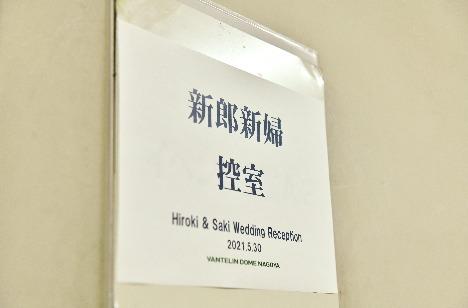 新郎新婦
控室
Hiroki & Saki Wedding Reception
2021.5.30
VANTELIN DOME NAGOYA